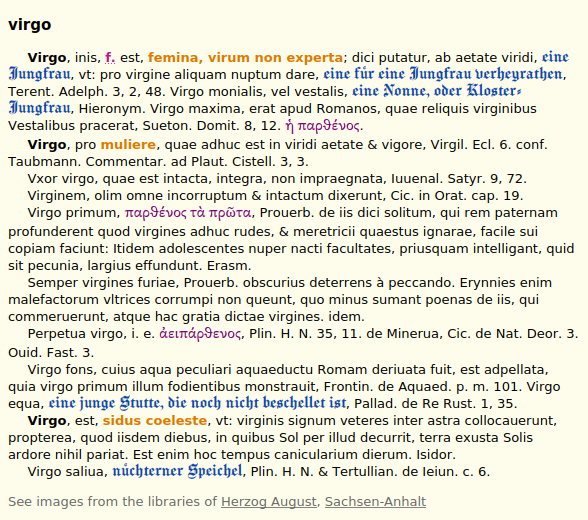 virgo
Virgo, inis, f. est, femina, virum non experta; dici putatur, ab aetate viridi, eine
Jungfrau, vt: pro virgine aliquam nuptum dare, eine für eine Jungfrau verheyrathen,
Terent. Adelph. 3, 2, 48. Virgo monialis, vel vestalis, eine Nonne, oder Kloster=
Jungfrau, Hieronym. Virgo maxima, erat apud Romanos, quae reliquis virginibus
Vestalibus pracerat, Sueton. Domit. 8, 12. ἡ παρϑένος.
Virgo, pro muliere, quae adhuc est in viridi aetate & vigore, Virgil. Ecl. 6. conf.
Taubmann. Commentar. ad Plaut. Cistell. 3, 3.
Vxor virgo, quae est intacta, integra, non impraegnata, Iuuenal. Satyr. 9, 72.
Virginem, olim omne incorruptum & intactum dixerunt, Cic. in Orat. cap. 19.
Virgo primum, παρϑένος τὰ πρῶτα, Prouerb. de iis dici solitum, qui rem paternam
profunderent quod virgines adhuc rudes, & meretricii quaestus ignarae, facile sui
copiam faciunt: Itidem adolescentes nuper nacti facultates, priusquam intelligant, quid
sit pecunia, largius effundunt. Erasm.
Semper virgines furiae, Prouerb. obscurius deterrens à peccando. Erynnies enim
malefactorum vltrices corrumpi non queunt, quo minus sumant poenas de iis, qui
commeruerunt, atque hac gratia dictae virgines. idem.
Perpetua virgo, i. e. ἀειπάρϑενος, Plin. H. N. 35, 11. de Minerua, Cic. de Nat. Deor. 3.
Ouid. Fast. 3.
Virgo fons, cuius aqua peculiari aquaeductu Romam deriuata fuit, est adpellata,
quia virgo primum illum fodientibus monstrauit, Frontin. de Aquaed. p. m. 101. Virgo
equa, eine junge Stutte, die noch nicht beschellet ist, Pallad. de Re Rust. 1, 35.
Virgo, est, sidus coeleste, vt: virginis signum veteres inter astra collocauerunt,
propterea, quod iisdem diebus, in quibus Sol per illud decurrit, terra exusta Solis
ardore nihil pariat. Est enim hoc tempus canicularium dierum. Isidor.
Virgo saliua, nüchterner Speichel, Plin. H. N. & Tertullian. de Ieiun. c. 6.
See images from the libraries of Herzog August, Sachsen-Anhalt